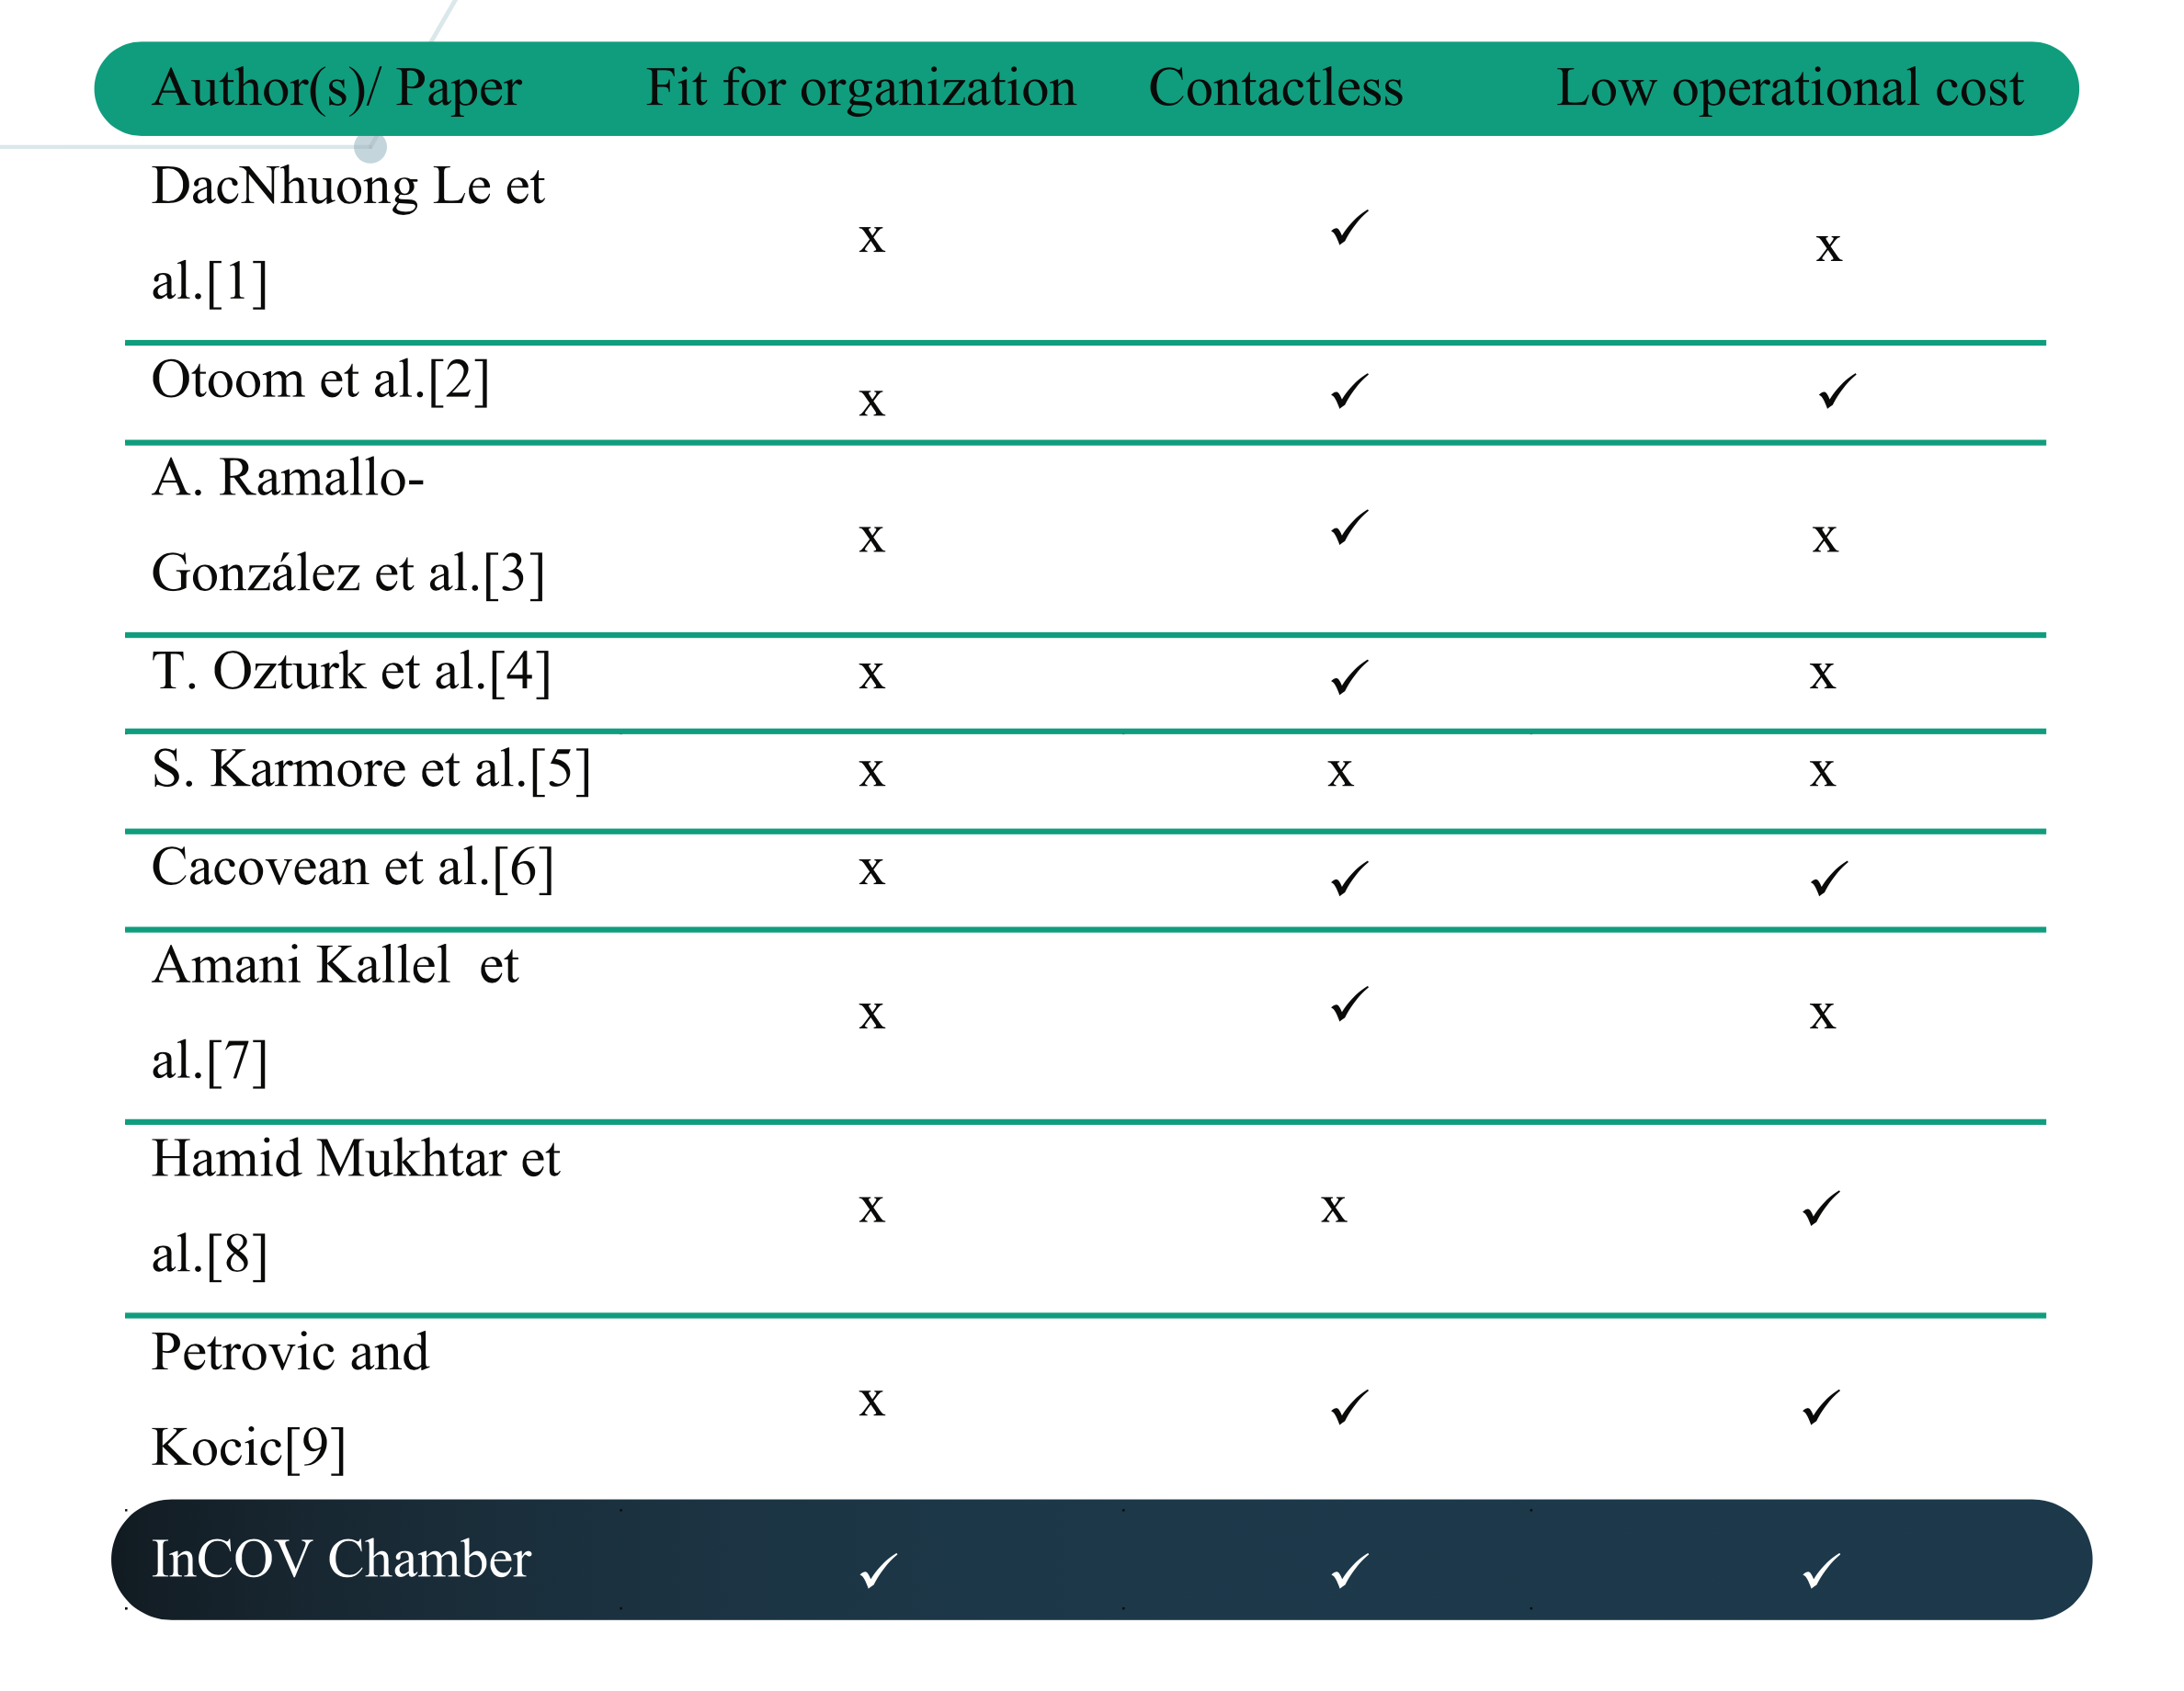 Author(s)/ Paper Fit for oganization Contactless Low operational cost
DacNhuong Le et
al.[1]
x ✓ x
Otoom et al.[2] x ✓ ✓
A. Ramallo-
González et al.[3]
x ✓ x
T. Ozturk et al.[4] x ✓ x
S. Karmore et al.[5] x x x
Cacovean et al.[6] x ✓ ✓
Amani Kallel  et
al.[7]
x ✓ x
Hamid Mukhtar et
al.[8]
x x ✓
Petrovic and
Kocic[9]
x ✓ ✓
InCOV Chamber ✓ ✓ ✓